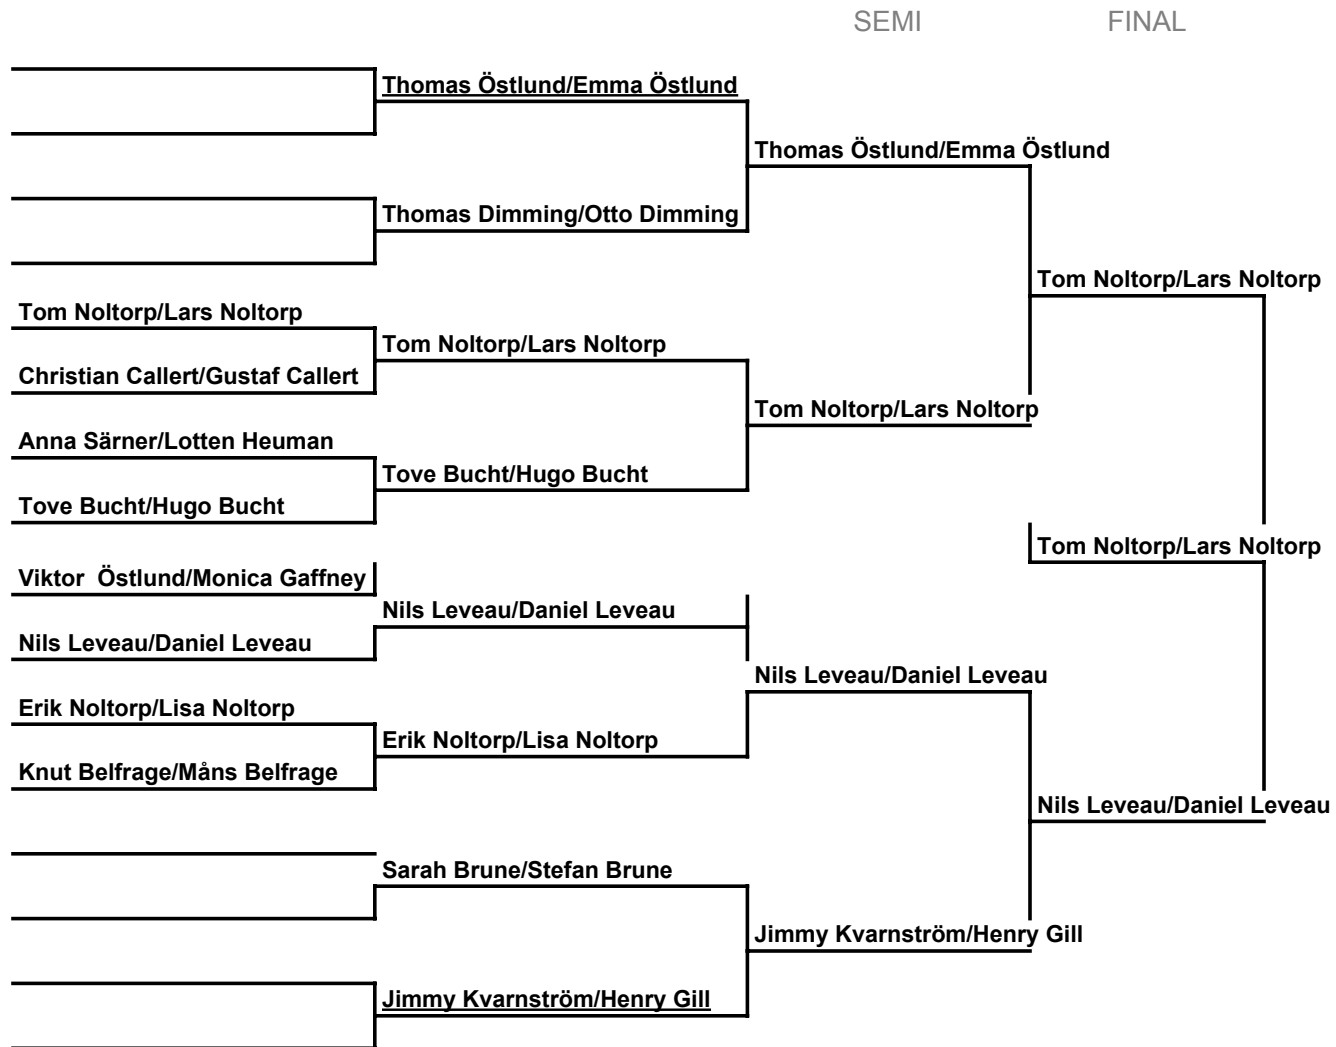 SEMI FINAL
Thomas Östlund/Emma Östlund
Thomas Östlund/Emma Östlund
Thomas Dimming/Otto Dimming
Tom Noltorp/Lars Noltorp
Tom Noltorp/Lars Noltorp
Tom Noltorp/Lars Noltorp
Christian Callert/Gustaf Callert
Tom Noltorp/Lars Noltorp
Anna Särner/Lotten Heuman
Tove Bucht/Hugo Bucht
Tove Bucht/Hugo Bucht
Tom Noltorp/Lars Noltorp
Viktor  Östlund/Monica Gaffney
Nils Leveau/Daniel Leveau
Nils Leveau/Daniel Leveau
Nils Leveau/Daniel Leveau
Erik Noltorp/Lisa Noltorp
Erik Noltorp/Lisa Noltorp
Knut Belfrage/Måns Belfrage
Nils Leveau/Daniel Leveau
Sarah Brune/Stefan Brune
Jimmy Kvarnström/Henry Gill
Jimmy Kvarnström/Henry Gill